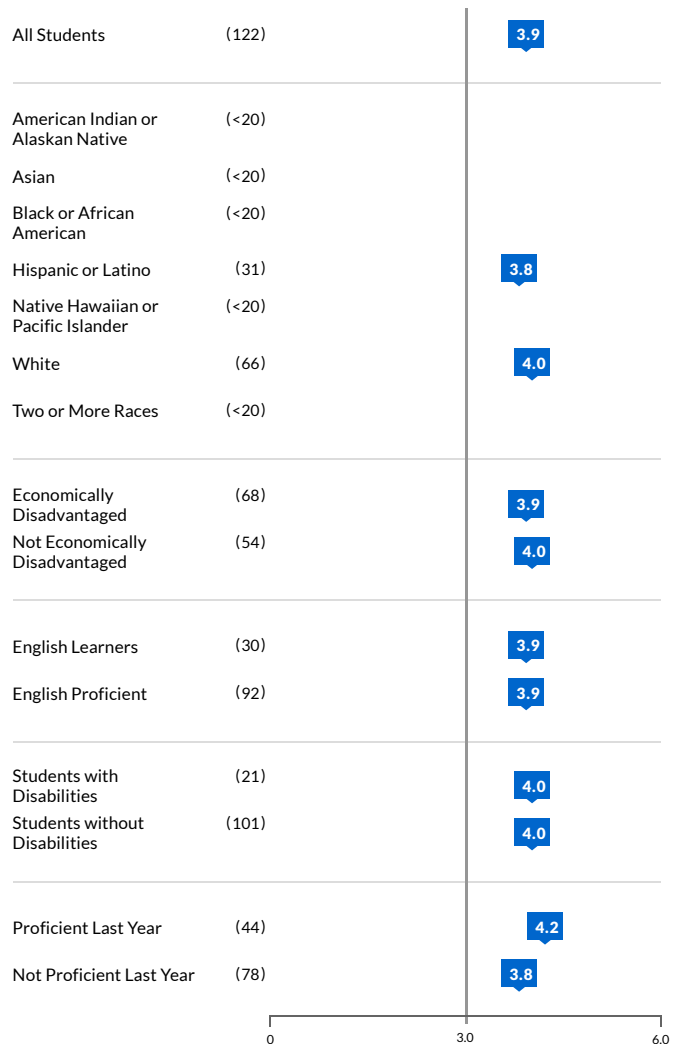 All Students (122) 3.9
American Indian or (<20)
Alaskan Native
Asian (<20)
Black or African (<20)
American
Hispanic or Latino (31) 3.8
Native Hawaiian or (<20)
Pacific Islander
White (66) 4.0
Two or More Races (<20)
Economically (68) 3.9
Disadvantaged
Not Economically (54) 4.0
Disadvantaged
English Learners (30) 3.9
English Proficient (92) 3.9
Students with (21) 4.0
Disabilities
Students without (101) 4.0
Disabilities
Proficient Last Year (44) 4.2
Not Proficient Last Year (78) 3.8
0 3.0 6.0